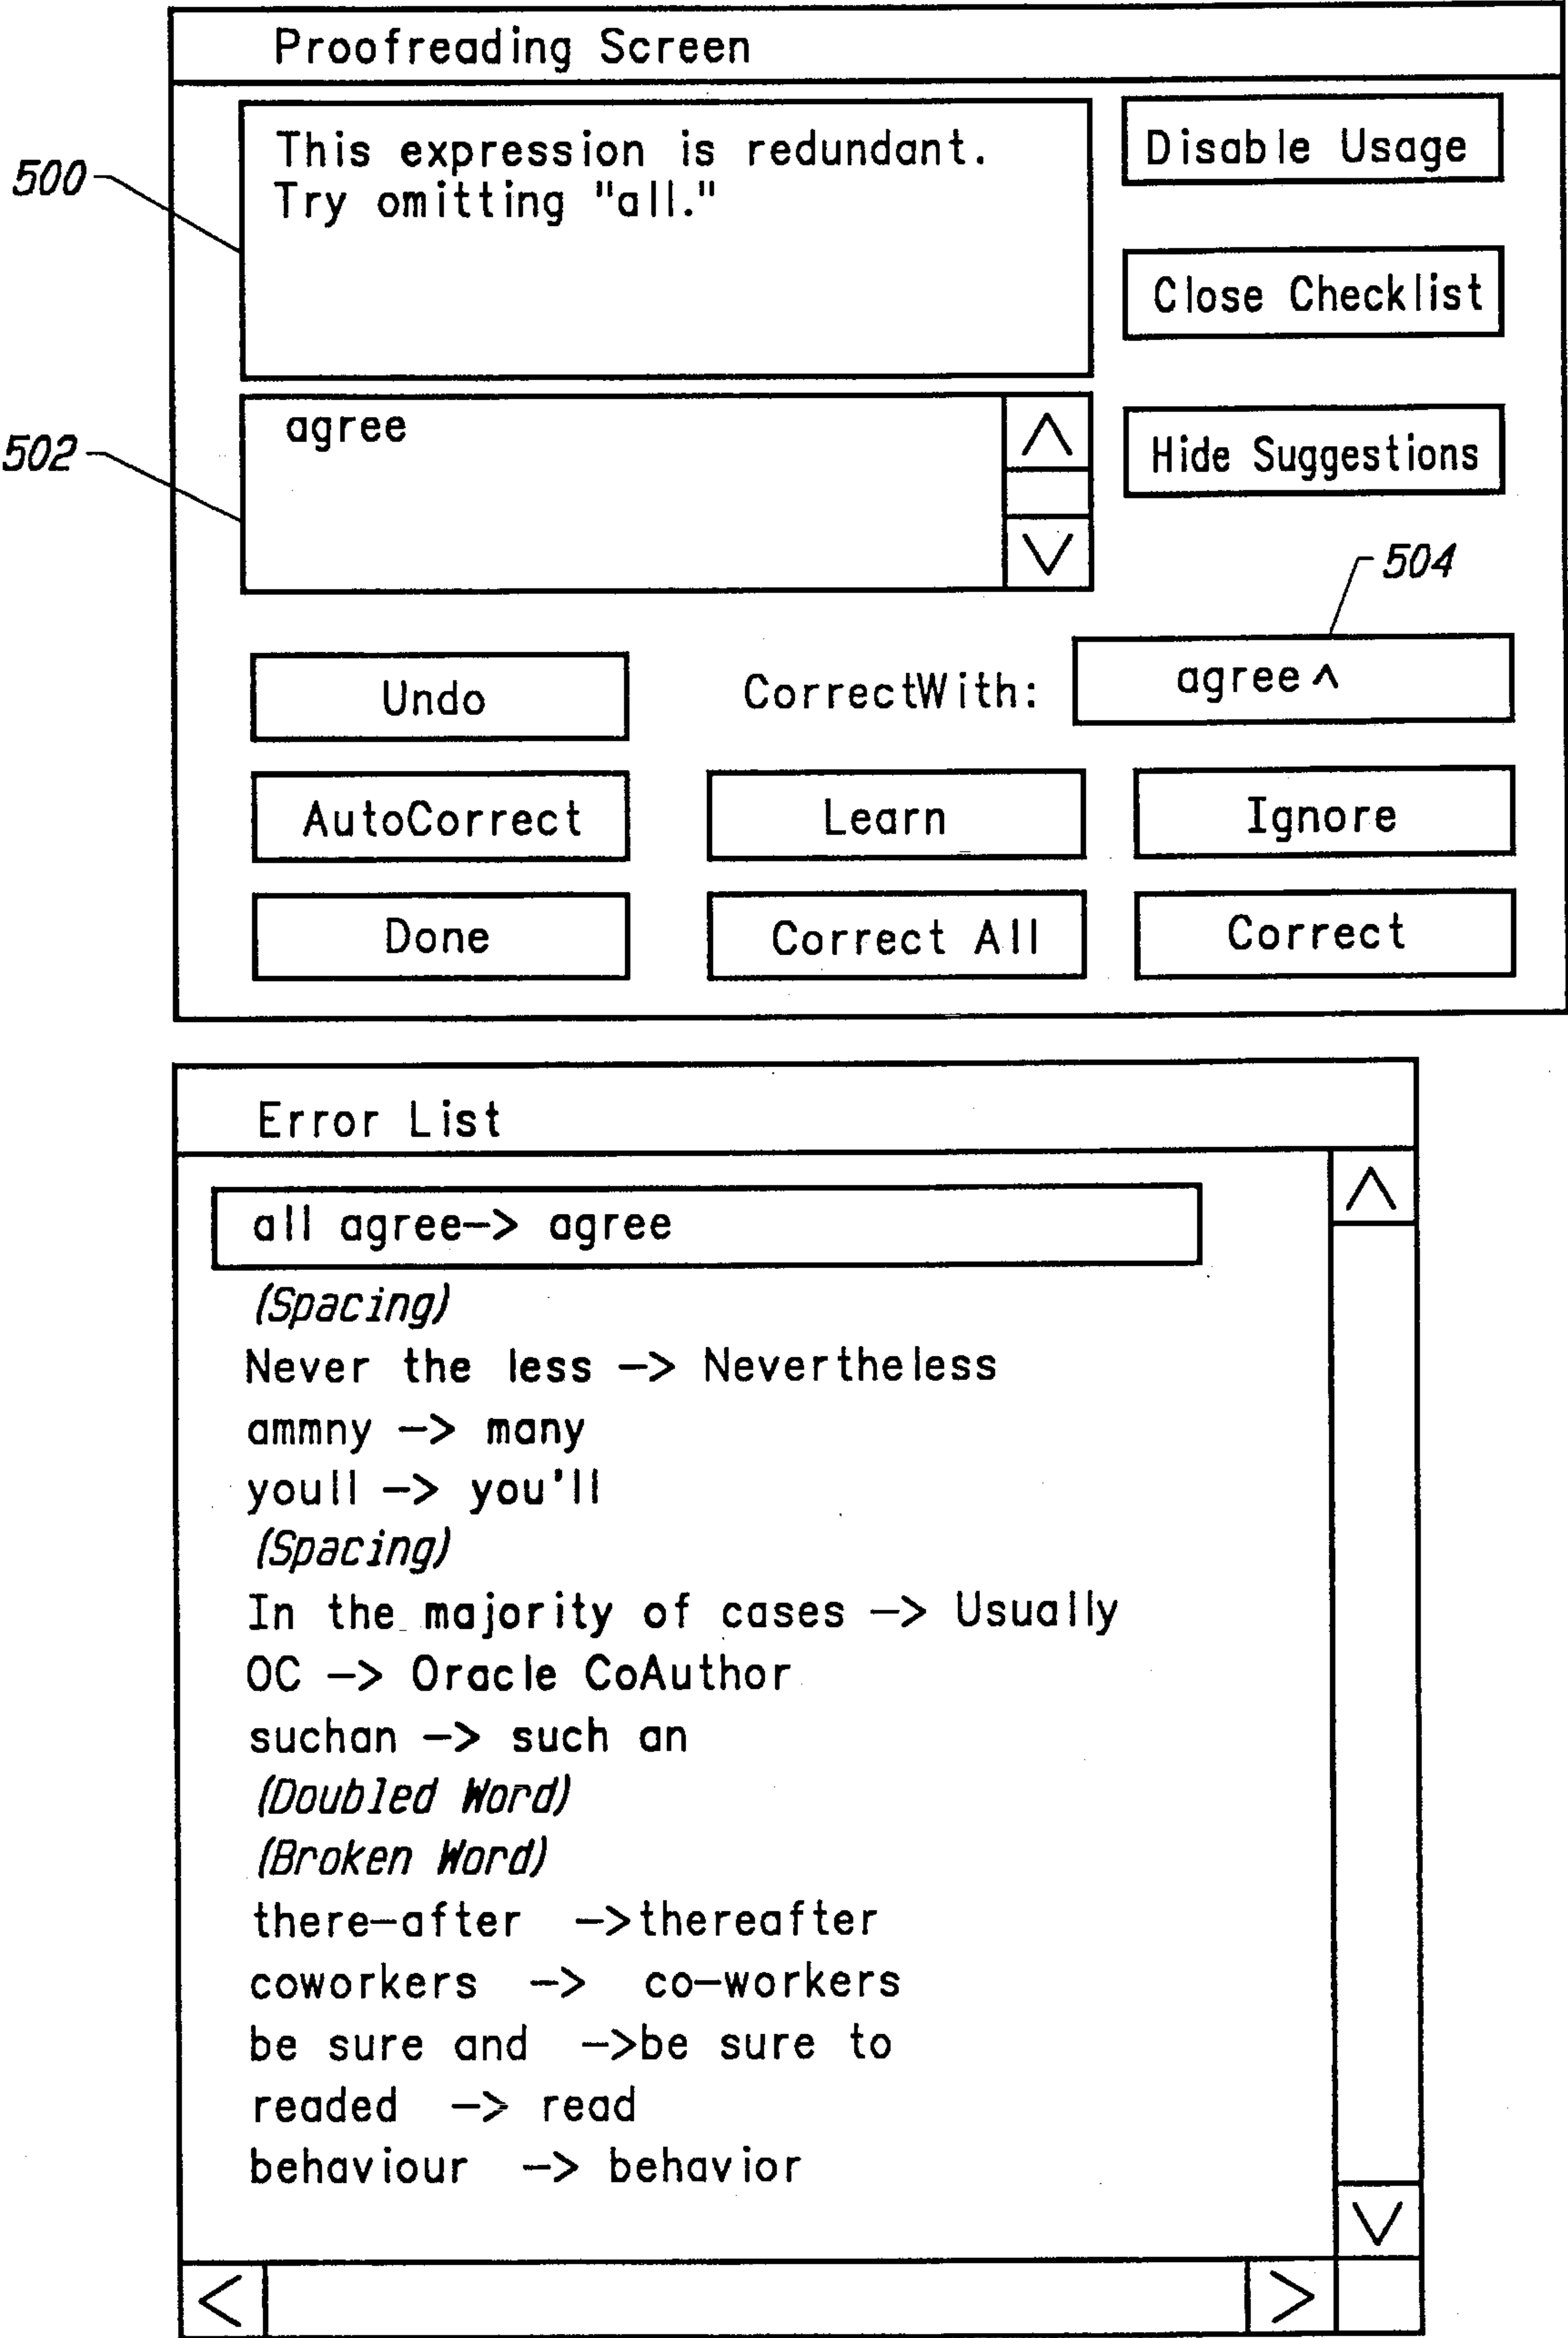 Proofreading Screen
500
This expression is redundant.
Try omitting "all."
Disable Usage
Close Checklist
502
agree
Hide Suggestions
504
Undo
CorrectWith:
agree ^
AutoCorrect
Learn
Ignore
Done
Correct All
Correct
Error List
all agree—> agree
(Spacing)
Never the less —> Nevertheless
ammny —> many
youll —> you'll
(Spacing)
In the majority of cases —> Usually
OC —> Oracle CoAuthor
suchan —> such an
(Doubled Word)
(Broken Word)
there—after —>thereafter
coworkers —> co—workers
be sure and —>be sure to
readed —> read
behaviour —> behavior